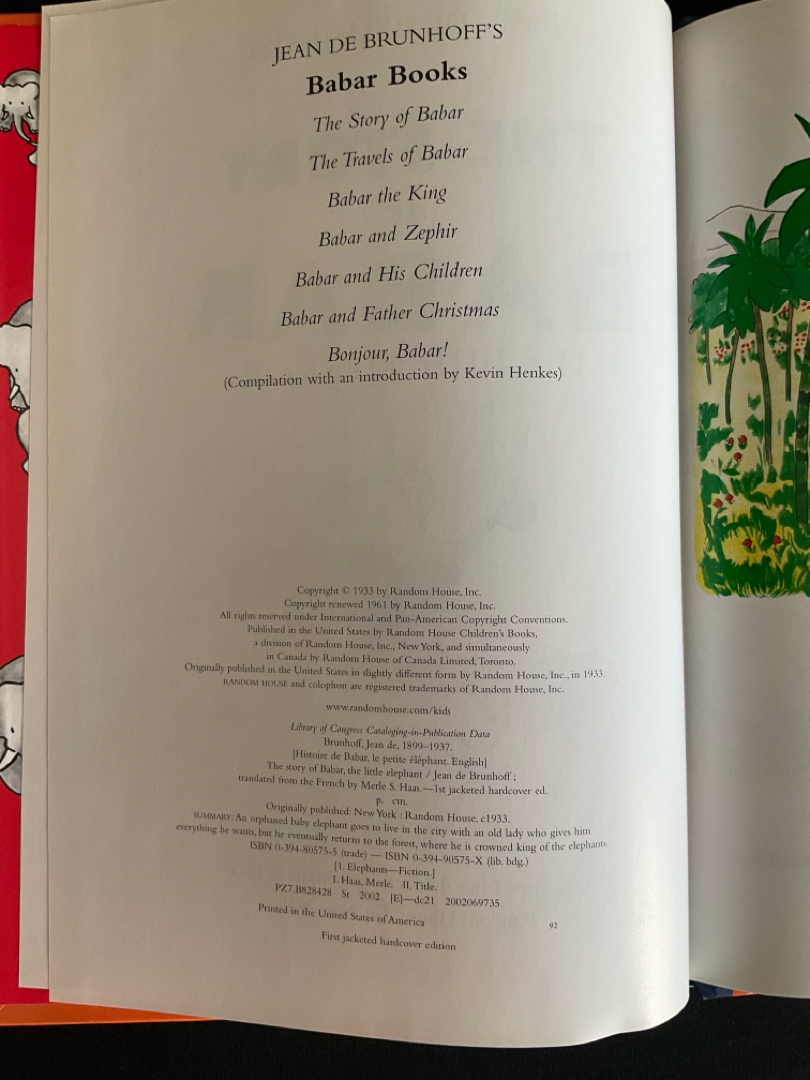 JEAN DE BRUNHOFF'S
Babar Books
The Story of Babar
The Travels of Babar
Babar the King
Babar and Zephir
Babar and His Children
Babar and Father Christmas
Bonjour, Babar!
(Compilation with an introduction by Kevin Henkes)
Copyright © 1933 by Random House, Inc.
Copyright renewed 1961 by Random House, Inc.
All rights reserved under International and Pan-American Copyright Conventions.
Published in the United States by Random House Children's Books,
a division of Random House, Inc., New York, and simultaneously
in Canada by Random House of Canada Limited, Toronto.
Originally published in the United States in slightly different form by Random House, Inc., in 1933.
RANDOM HOUSE and colophon are registered trademarks of Random House, Inc.
www.randomhouse.com/kids
Library of Congress Cataloging-in-Publication Data
Brunhoff, Jean de, 1899–1937.
[Histoire de Babar, le petite éléphant. English]
The story of Babar, the little elephant / Jean de Brunhoff ;
translated from the French by Merle S. Haas.—1st jacketed hardcover ed.
p. cm.
Originally published: New York : Random House, c1933.
SUMMARY: An orphaned baby elephant goes to live in the city with an old lady who gives him
everything he wants, but he eventually returns to the forest, where he is crowned king of the elephants.
ISBN 0-394-80575-5 (trade) — ISBN 0-394-90575-X (lib. bdg.)
[1. Elephants—Fiction.]
I. Haas, Merle. II. Title.
PZ7.B828428 St 2002 [E]—dc21 2002069735
Printed in the United States of America 92
First jacketed hardcover edition